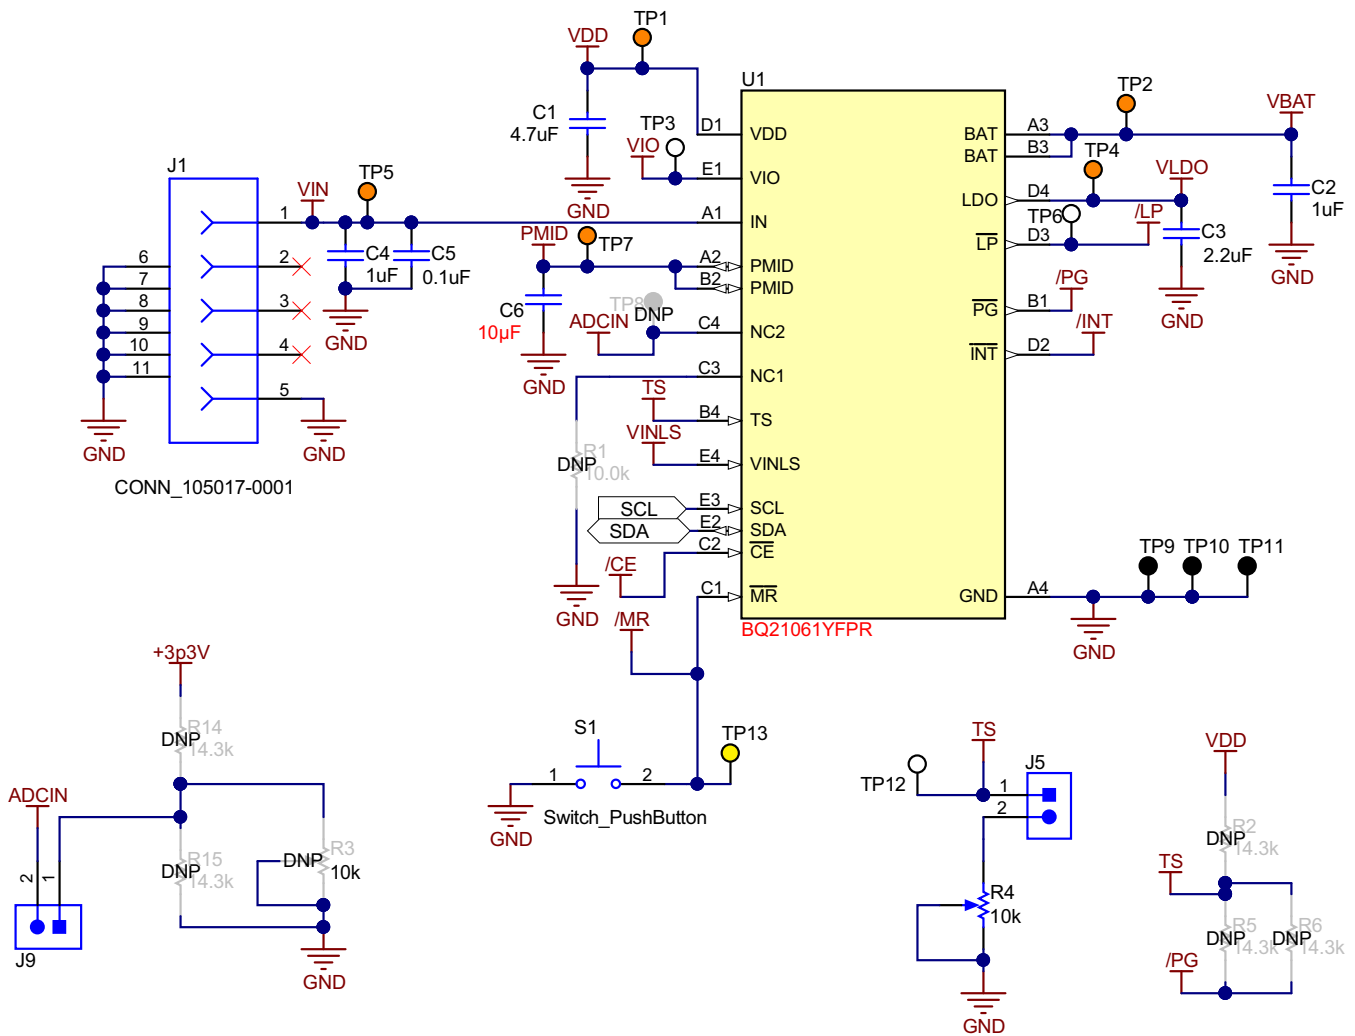 TP1
VDD
U1
C1
4.7uF
D1
VDD
TP3
VIO
E1
VIO
TP2
VBAT
A3
BAT
B3
BAT
TP4
VLDO
D4
LDO
C2
1uF
GND
J1
TP5
VIN
1
A1
IN
GND
TP6
/LP
D3
LP
C3
2.2uF
GND
PMID
TP7
A2
PMID
B2
PMID
6
7
8
9
10
11
2
3
4
5
C4
1uF
C5
0.1uF
GND
C6
10µF
GND
TP8
DNP
ADCIN
C4
NC2
/PG
B1
PG
/INT
D2
INT
GND
GND
CONN_105017-0001
C3
NC1
TS
B4
TS
R1
DNP
10.0k
VINLS
E4
VINLS
SCL
E3
SCL
SDA
E2
SDA
C2
CE
/CE
GND
C1
MR
/MR
BQ21061YFPR
GND
A4
TP9
TP10
TP11
GND
+3p3V
R14
DNP
14.3k
ADCIN
R15
DNP
14.3k
DNP
R3
10k
2
1
J9
GND
S1
1
2
TP13
GND
Switch_PushButton
TS
TP12
J5
1
2
R4
10k
GND
VDD
R2
DNP
14.3k
TS
R5
DNP
14.3k
R6
DNP
14.3k
/PG